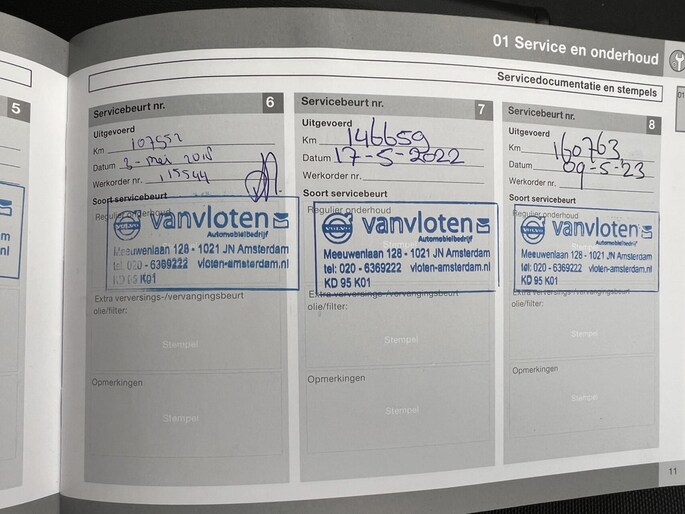 01 Service en onderhoud
Servicedocumentatie en stempels
01
5
Servicebeurt nr. 6
Uitgevoerd
Km 107552
Datum 3 - mei 2018
Werkorder nr. 115544
Soort servicebeurt
Regulier onderhoud
VOLVO vanvloten
Automobielbedrijf
Meeuwenlaan 128 - 1021 JN Amsterdam
tel: 020 - 6369222 vloten-amsterdam.nl
KD 95 K01
Extra verversings-/vervangingsbeurt
olie/filter:
Stempel
Opmerkingen
Stempel
Servicebeurt nr. 7
Uitgevoerd
Km 146659
Datum 17-5-2022
Werkorder nr.
Soort servicebeurt
Regulier onderhoud
VOLVO vanvloten
Automobielbedrijf
Meeuwenlaan 128 - 1021 JN Amsterdam
tel: 020 - 6369222 vloten-amsterdam.nl
KD 95 K01
Extra verversings-/vervangingsbeurt
olie/filter:
Stempel
Opmerkingen
Stempel
Servicebeurt nr. 8
Uitgevoerd
Km 160763
Datum 09-5-23
Werkorder nr.
Soort servicebeurt
Regulier onderhoud
VOLVO vanvloten
Automobielbedrijf
Meeuwenlaan 128 - 1021 JN Amsterdam
tel: 020 - 6369222 vloten-amsterdam.nl
KD 95 K01
Extra verversings-/vervangingsbeurt
olie/filter:
Stempel
Opmerkingen
Stempel
11